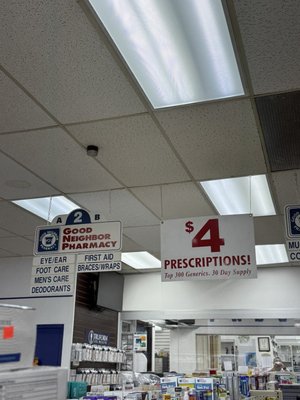 A 2 B
GOOD
NEIGHBOR
PHARMACY
EYE/EAR
FOOT CARE
MEN'S CARE
DEODORANTS
FIRST AID
BRACES/WRAPS
$4
PRESCRIPTIONS!
Top 300 Generics. 30 Day Supply